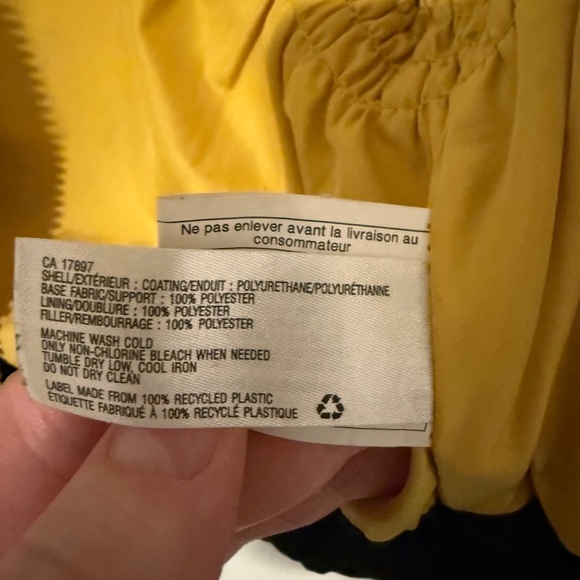 Ne pas enlever avant la livraison au
consommateur
CA 17897
SHELL/EXTÉRIEUR : COATING/ENDUIT : POLYURETHANE/POLYURÉTHANNE
BASE FABRIC/SUPPORT : 100% POLYESTER
LINING/DOUBLURE : 100% POLYESTER
FILLER/REMBOURRAGE : 100% POLYESTER
MACHINE WASH COLD
ONLY NON-CHLORINE BLEACH WHEN NEEDED
TUMBLE DRY LOW, COOL IRON
DO NOT DRY CLEAN
LABEL MADE FROM 100% RECYCLED PLASTIC
ÉTIQUETTE FABRIQUÉ À 100% RECYCLÉ PLASTIQUE